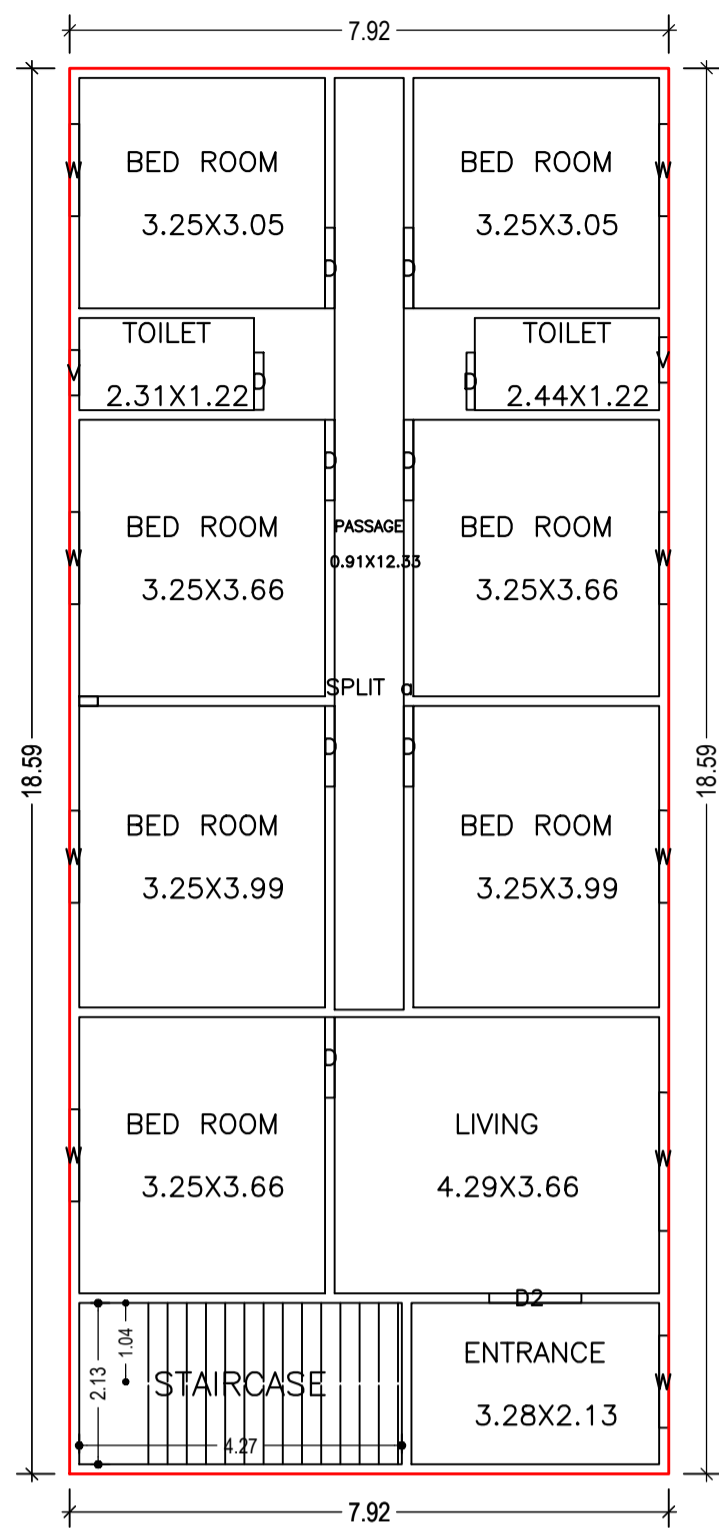 7.92
BED ROOM
3.25X3.05
BED ROOM
3.25X3.05
W
W
D
D
TOILET
2.31X1.22
TOILET
2.44X1.22
V
D
D
V
D
D
BED ROOM
3.25X3.66
PASSAGE
0.91X12.33
BED ROOM
3.25X3.66
W
W
SPLIT a
18.59
18.59
D
D
BED ROOM
3.25X3.99
BED ROOM
3.25X3.99
W
W
D
BED ROOM
3.25X3.66
LIVING
4.29X3.66
W
W
D2
2.13
1.04
STAIRCASE
4.27
ENTRANCE
3.28X2.13
W
7.92